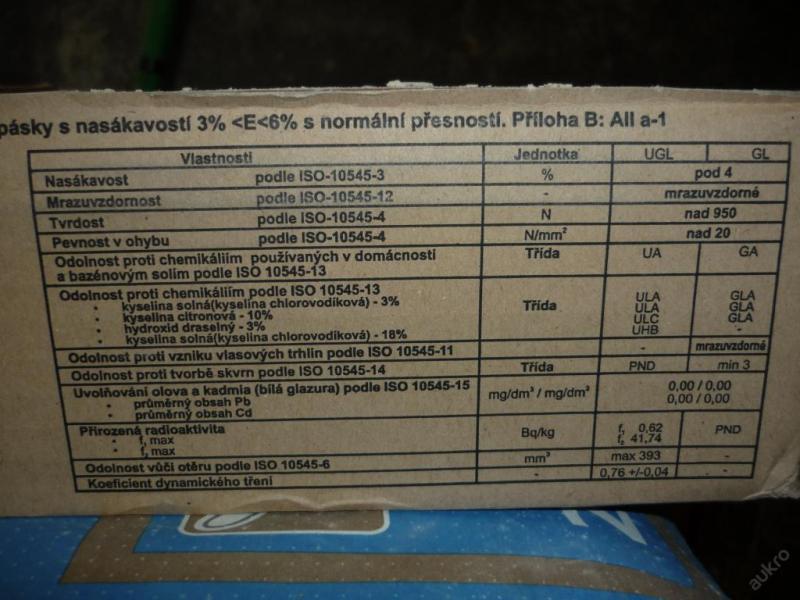 pásky s nasákavostí 3% <E<6% s normální přesností. Příloha B: AII a-1
Vlastnosti Jednotka UGL GL
Nasákavost podle ISO-10545-3 % pod 4
Mrazuvzdornost podle ISO-10545-12 - mrazuvzdorné
Tvrdost podle ISO-10545-4 N nad 950
Pevnost v ohybu podle ISO-10545-4 N/mm² nad 20
Odolnost proti chemikáliim používaných v domácnosti
a bazénovým solím podle ISO 10545-13 Třída UA GA
Odolnost proti chemikáliím podle ISO 10545-13 Třída
• kyselina solná(kyselina chlorovodíková) - 3% ULA GLA
• kyselina citronová - 10% ULA GLA
• hydroxid draselný - 3% ULC GLA
• kyselina solná(kyselina chlorovodíková) - 18% UHB -
Odolnost proti vzniku vlasových trhlin podle ISO 10545-11 - mrazuvzdorné
Odolnost proti tvorbě skvrn podle ISO 10545-14 Třída PND min 3
Uvolňování olova a kadmia (bílá glazura) podle ISO 10545-15 mg/dm³ / mg/dm³
• průměrný obsah Pb 0,00 / 0,00
• průměrný obsah Cd 0,00 / 0,00
Přirozená radioaktivita Bq/kg PND
• f, max f, 0,62
• f, max f, 41,74
Odolnost vůči otěru podle ISO 10545-6 mm³ max 393 -
Koeficient dynamického tření - 0,76 +/-0,04 -
aukro